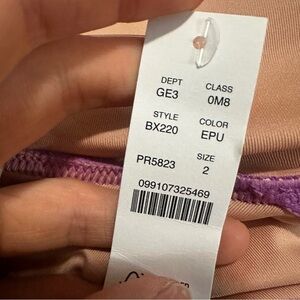 DEPT CLASS
GE3 0M8
STYLE COLOR
BX220 EPU
PR5823 SIZE
2
099107325469